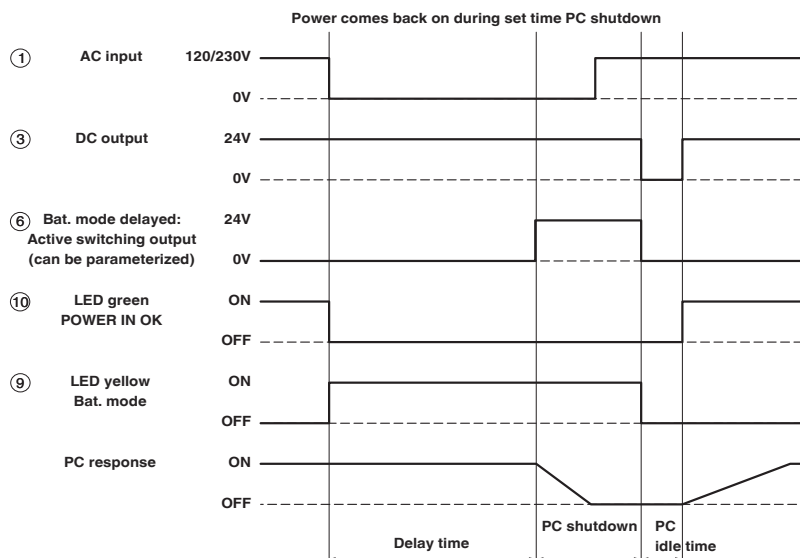 Power comes back on during set time PC shutdown
1 AC input 120/230V
0V
3 DC output 24V
0V
6 Bat. mode delayed: 24V
Active switching output
(can be parameterized) 0V
10 LED green ON
POWER IN OK
OFF
9 LED yellow ON
Bat. mode
OFF
PC response ON
OFF
Delay time
PC shutdown
PC
idle time